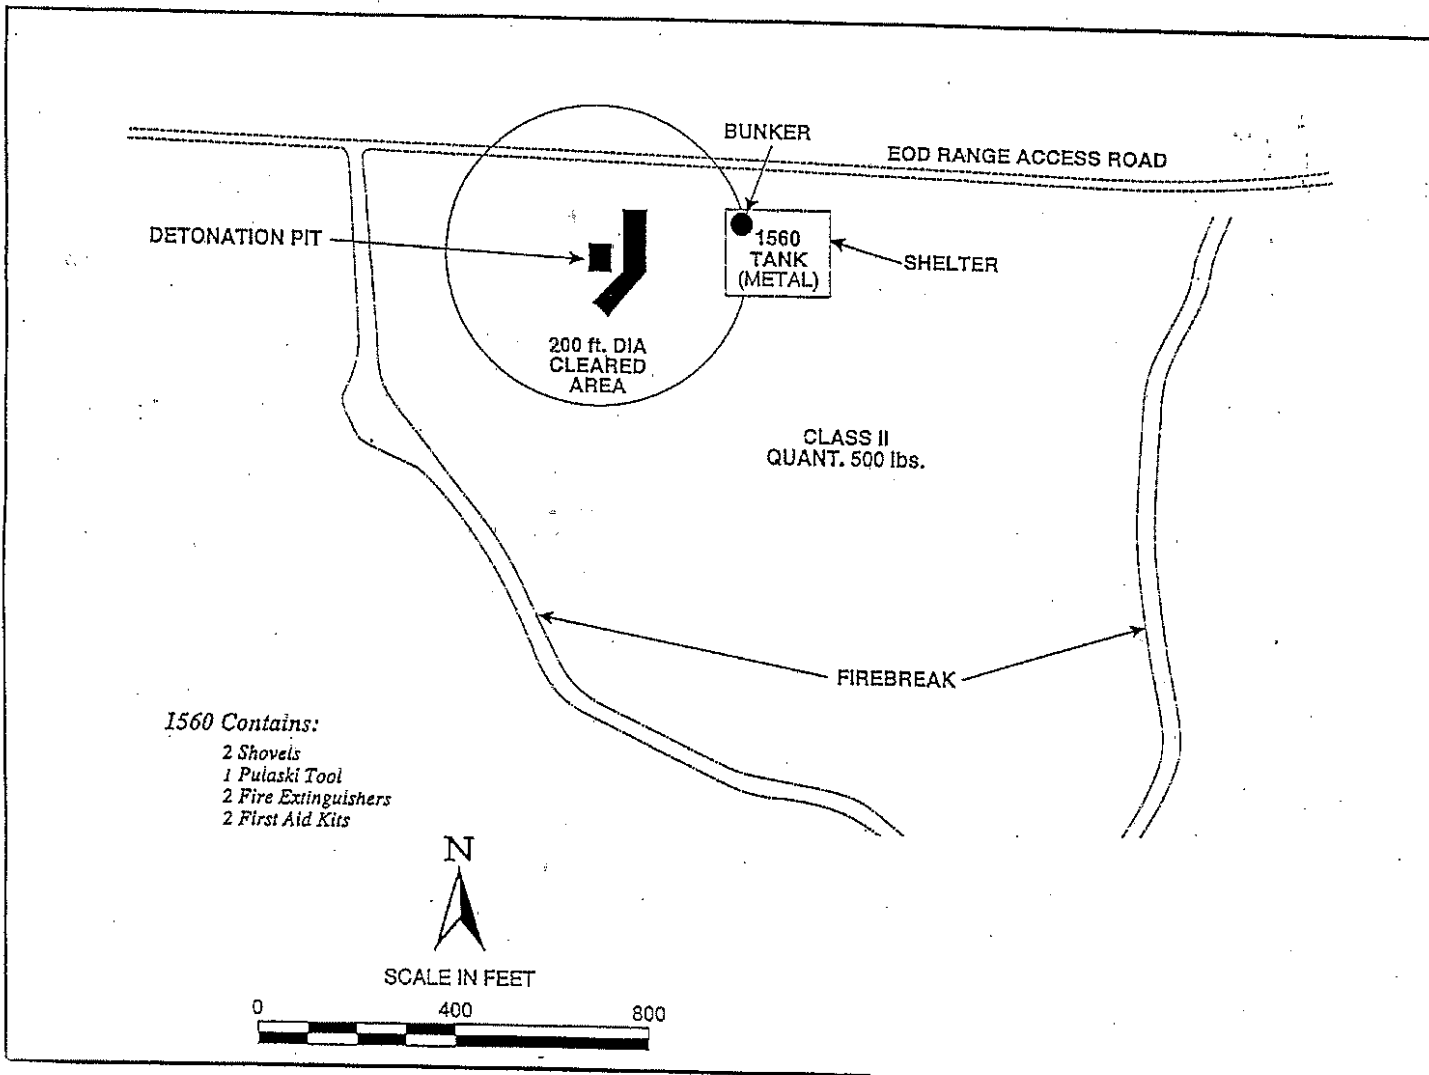 BUNKER
EOD RANGE ACCESS ROAD
DETONATION PIT
1560
TANK
(METAL)
SHELTER
200 ft. DIA
CLEARED
AREA
CLASS II
QUANT. 500 lbs.
FIREBREAK
1560 Contains:
2 Shovels
1 Pulaski Tool
2 Fire Extinguishers
2 First Aid Kits
N
SCALE IN FEET
0 400 800